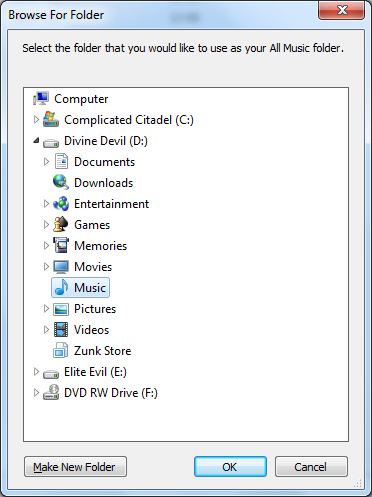 Browse For Folder
Select the folder that you would like to use as your All Music folder.
Computer
Complicated Citadel (C:)
Divine Devil (D:)
Documents
Downloads
Entertainment
Games
Memories
Movies
Music
Pictures
Videos
Zunk Store
Elite Evil (E:)
DVD RW Drive (F:)
Make New Folder
OK
Cancel